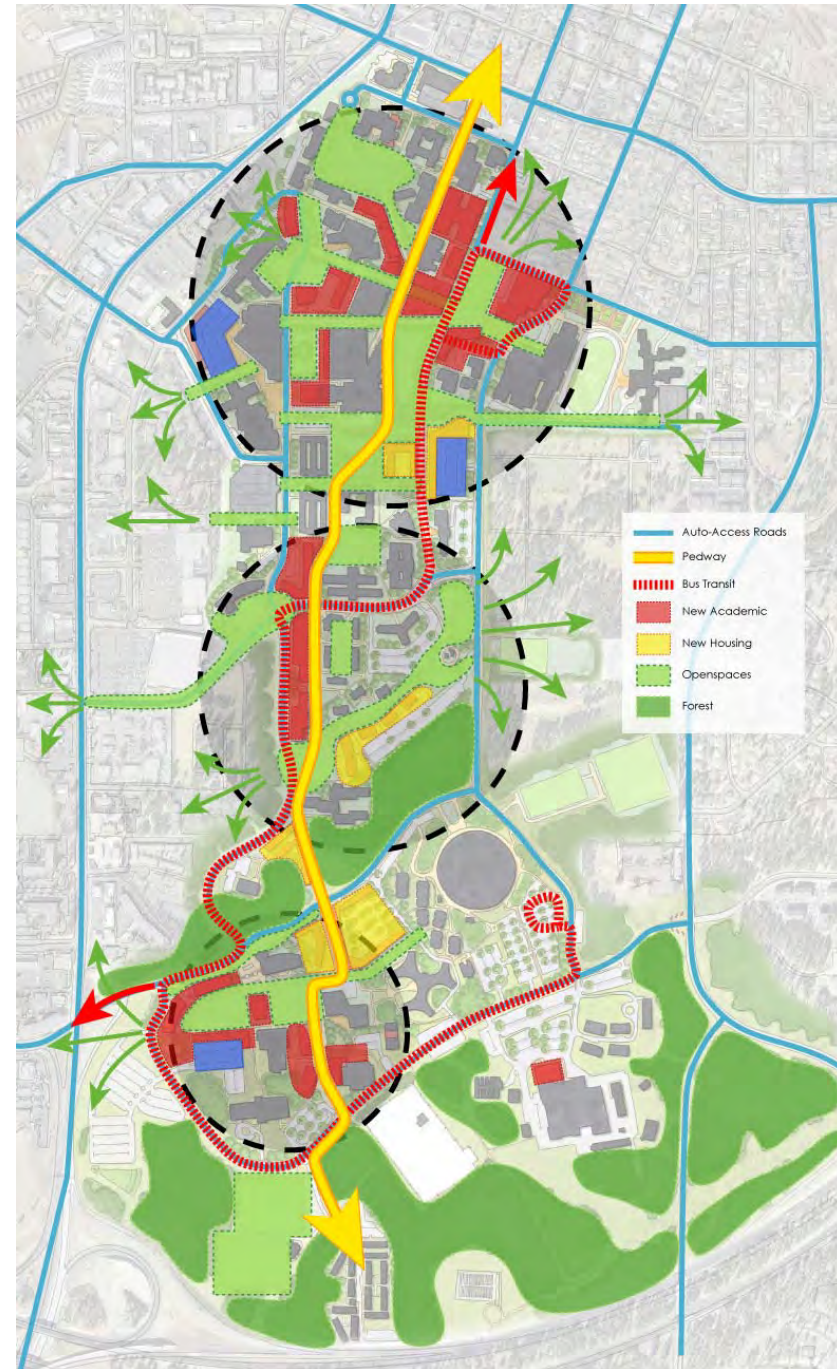 Auto-Access Roads
Pedway
Bus Transit
New Academic
New Housing
Openspaces
Forest